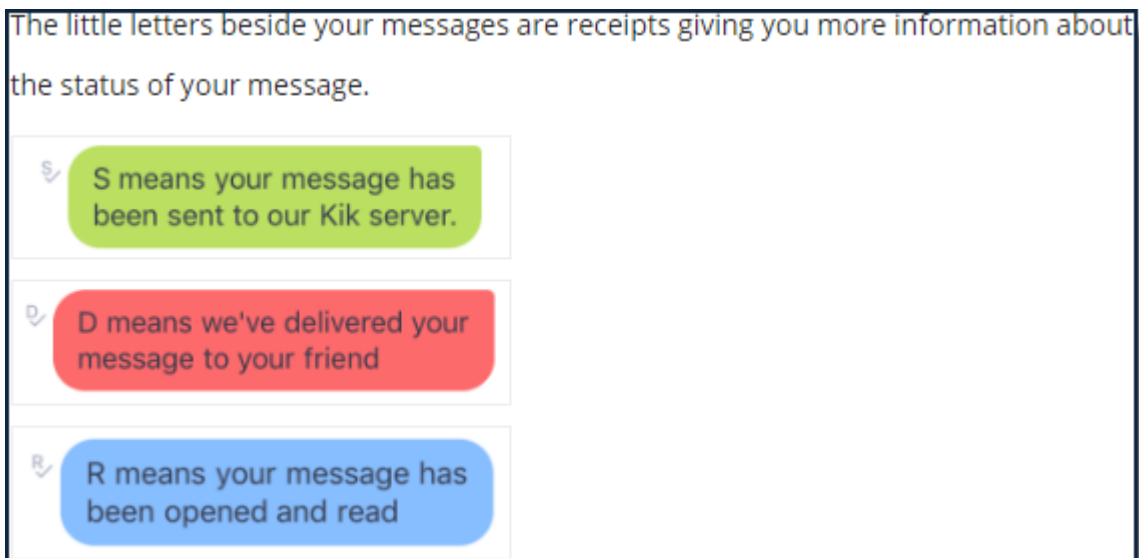 The little letters beside your messages are receipts giving you more information about
the status of your message.
S
S means your message has
been sent to our Kik server.
D
D means we've delivered your
message to your friend
R
R means your message has
been opened and read